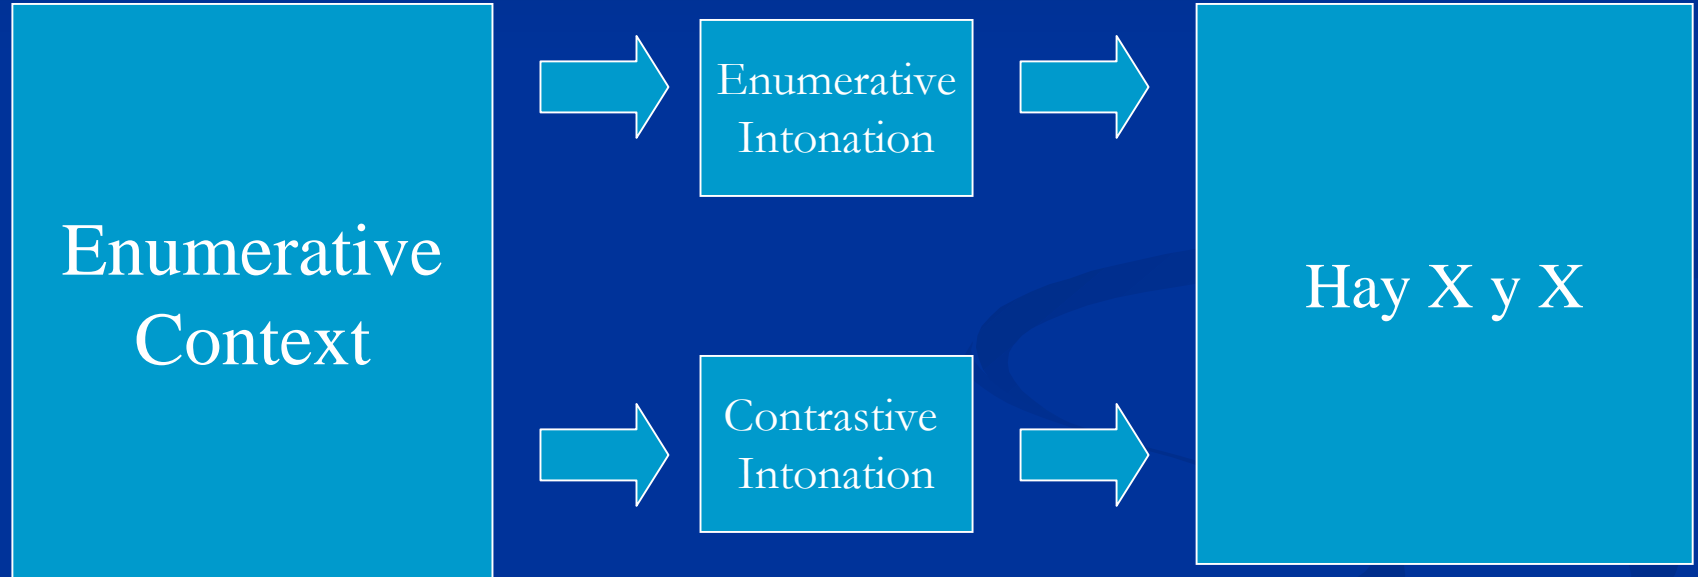 Enumerative
Context
Enumerative
Intonation
Contrastive
Intonation
Hay X y X